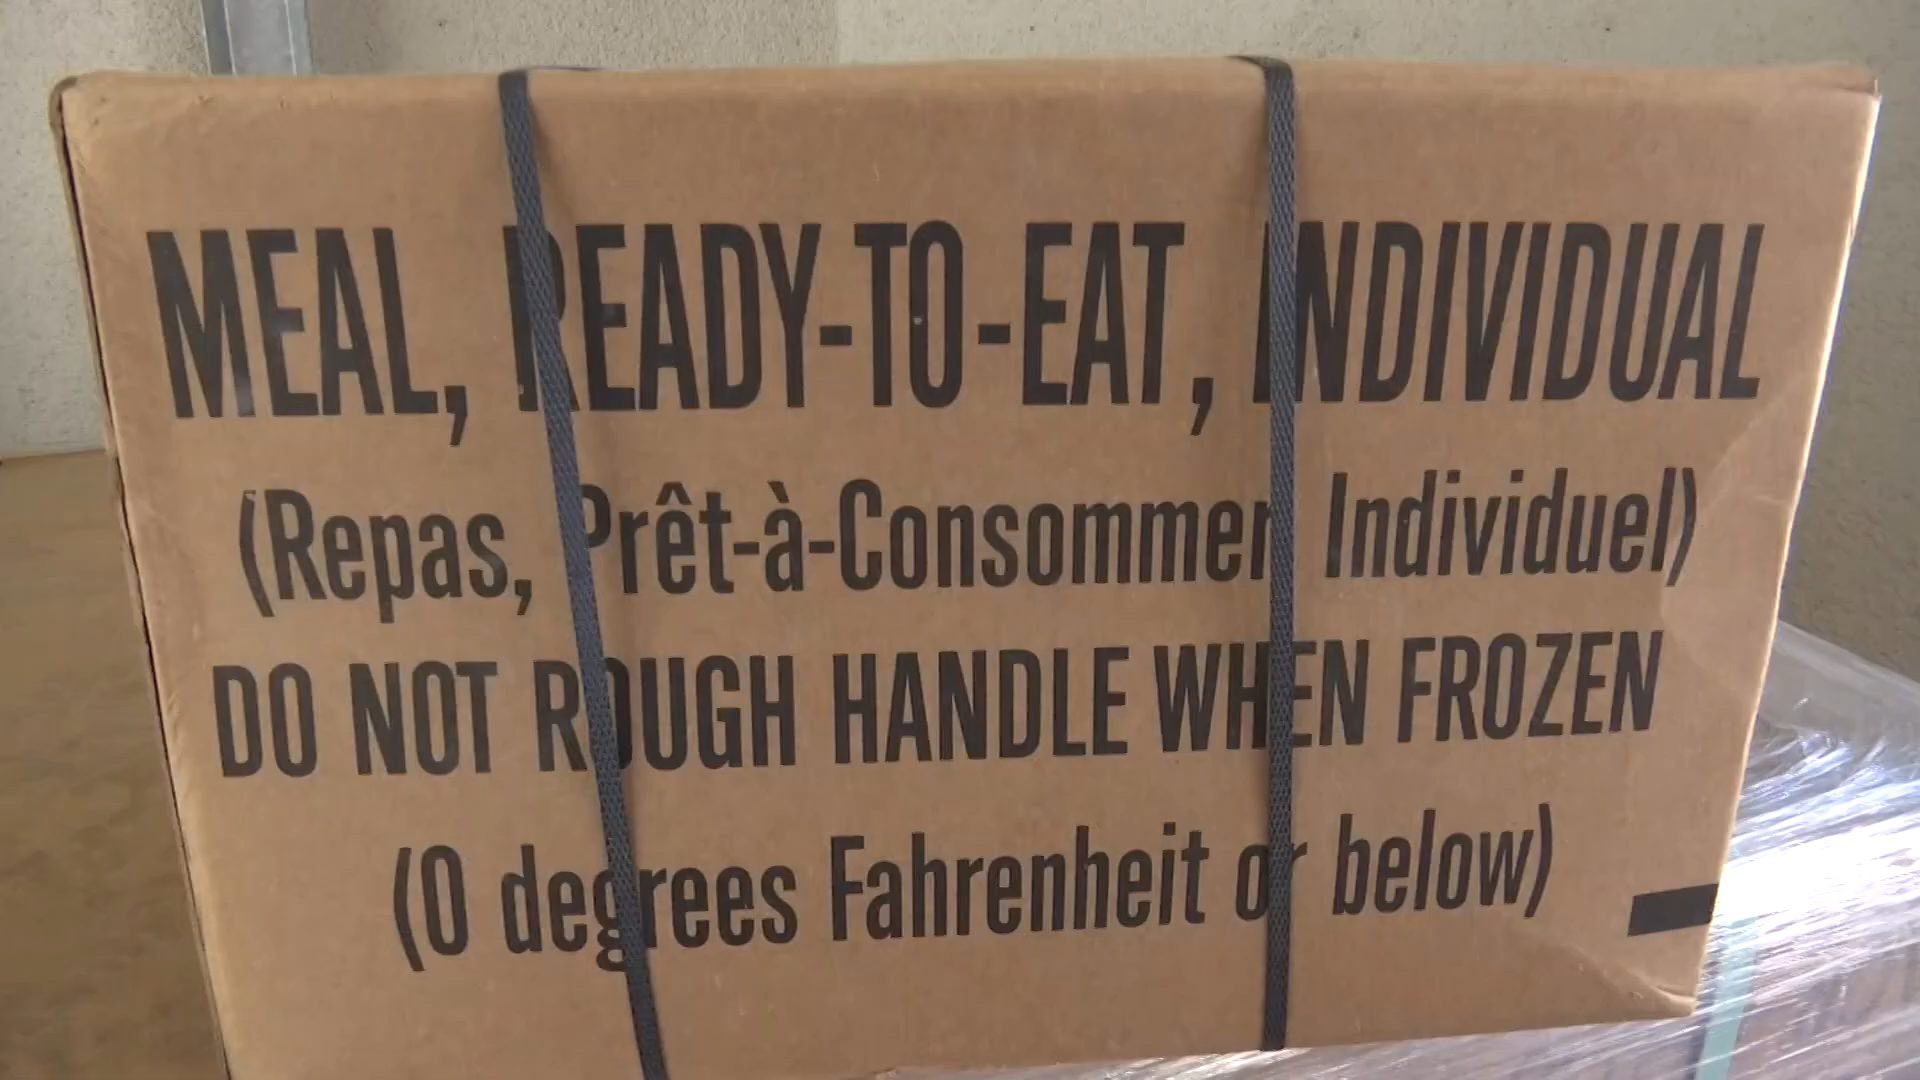 MEAL, READY-TO-EAT, INDIVIDUAL
(Repas, Prêt-à-Consommer Individuel)
DO NOT ROUGH HANDLE WHEN FROZEN
(0 degrees Fahrenheit or below)